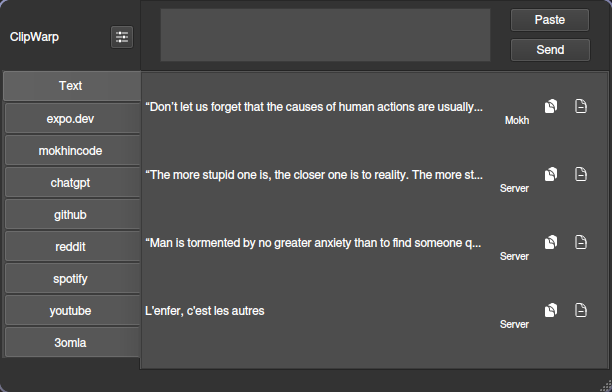 ClipWarp
Paste
Send
Text
expo.dev
mokhincode
chatgpt
github
reddit
spotify
youtube
3omla
“Don’t let us forget that the causes of human actions are usually...
Mokh
“The more stupid one is, the closer one is to reality. The more st...
Server
“Man is tormented by no greater anxiety than to find someone q...
Server
L’enfer, c’est les autres
Server